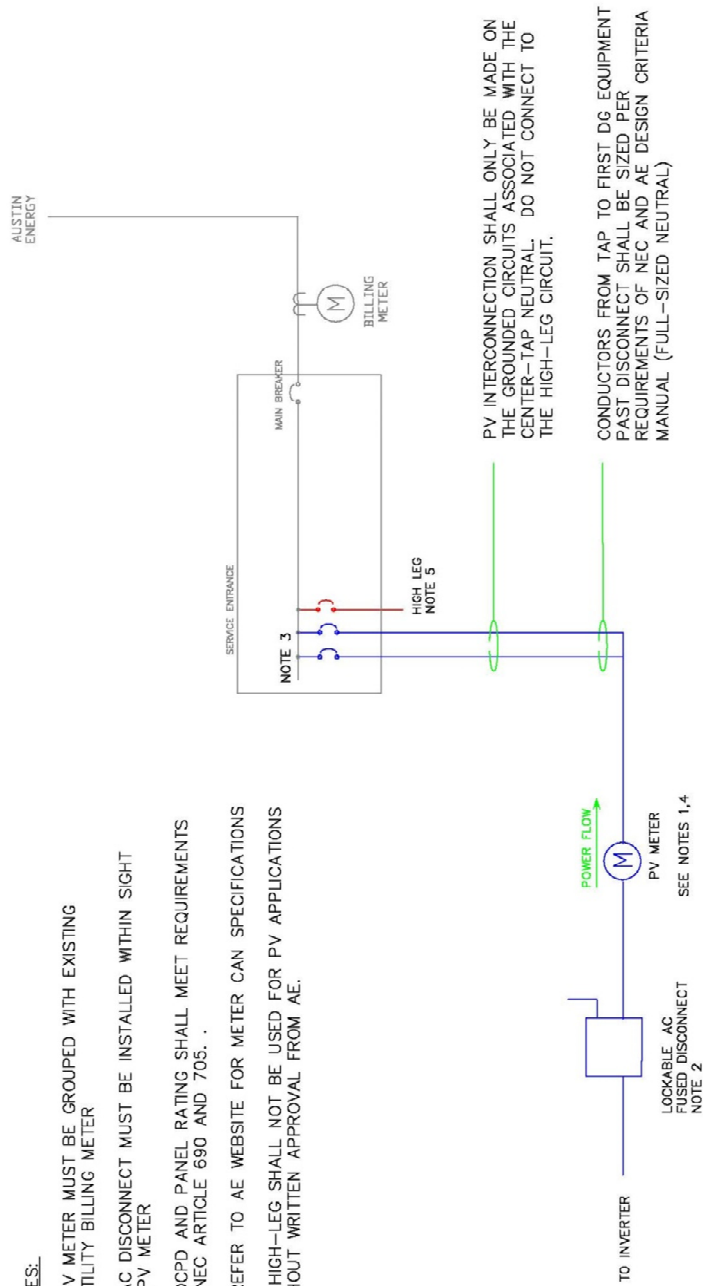 ES:
V METER MUST BE GROUPED WITH EXISTING
TILITY BILLING METER
AC DISCONNECT MUST BE INSTALLED WITHIN SIGHT
PV METER
OCPD AND PANEL RATING SHALL MEET REQUIREMENTS
NEC ARTICLE 690 AND 705. .
EFER TO AE WEBSITE FOR METER CAN SPECIFICATIONS
HIGH-LEG SHALL NOT BE USED FOR PV APPLICATIONS
HOUT WRITTEN APPROVAL FROM AE.
AUSTIN
ENERGY
SERVICE ENTRANCE
MAIN BREAKER
M
BILLING
METER
NOTE 3
HIGH LEG
NOTE 5
PV INTERCONNECTION SHALL ONLY BE MADE ON
THE GROUNDED CIRCUITS ASSOCIATED WITH THE
CENTER-TAP NEUTRAL. DO NOT CONNECT TO
THE HIGH-LEG CIRCUIT.
CONDUCTORS FROM TAP TO FIRST DG EQUIPMENT
PAST DISCONNECT SHALL BE SIZED PER
REQUIREMENTS OF NEC AND AE DESIGN CRITERIA
MANUAL (FULL-SIZED NEUTRAL)
POWER FLOW
M
PV METER
SEE NOTES 1,4
LOCKABLE AC
FUSED DISCONNECT
NOTE 2
TO INVERTER